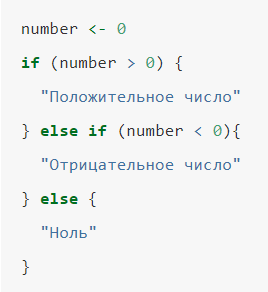 number <- 0
if (number > 0) {
"Положительное число"
} else if (number < 0){
"Отрицательное число"
} else {
"Ноль"
}